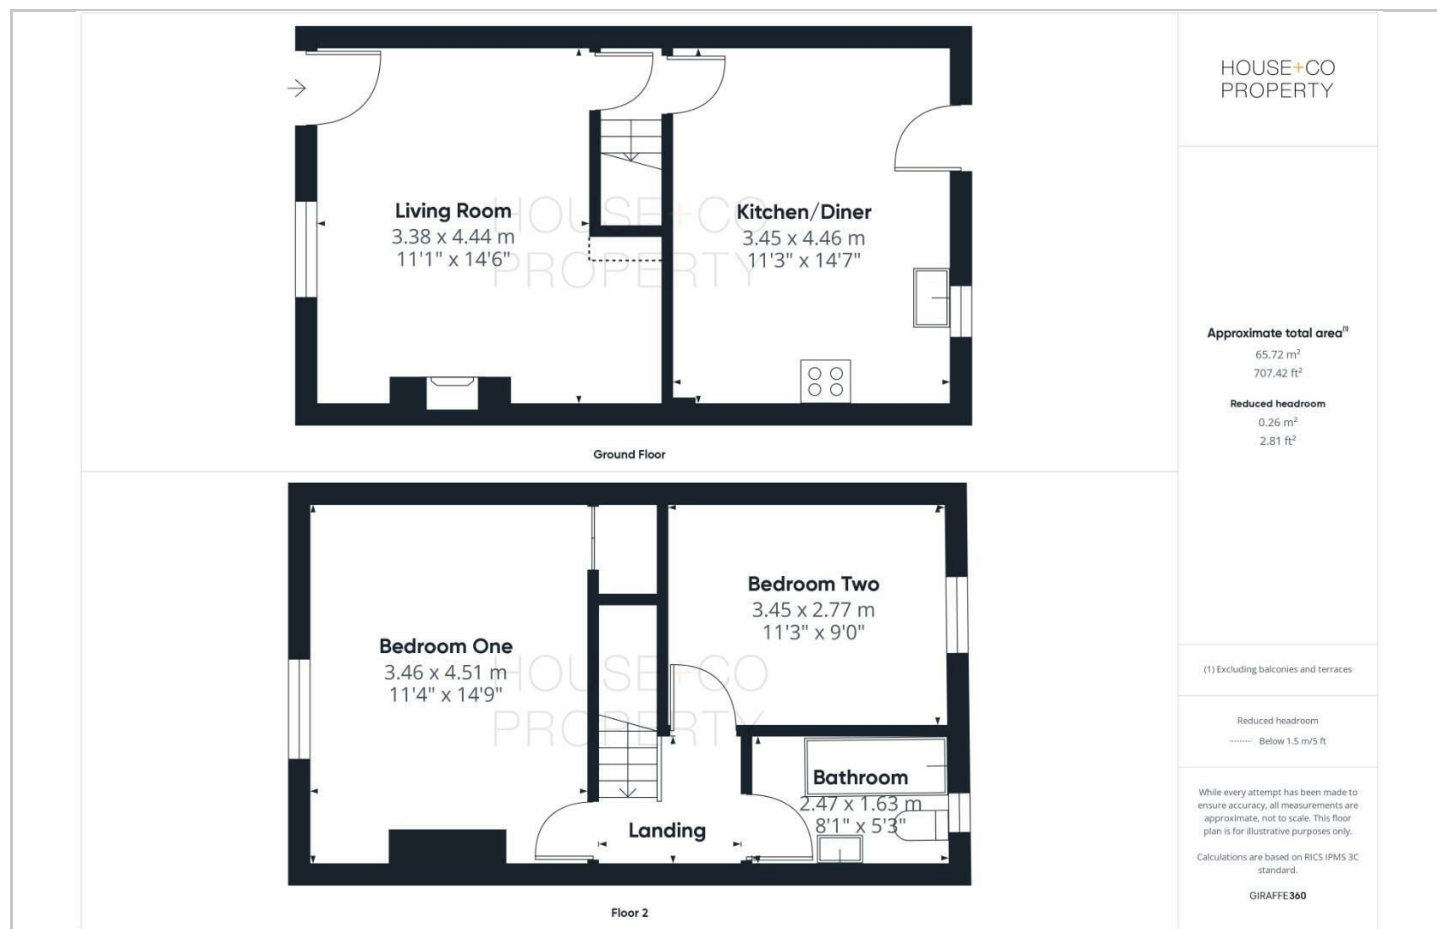 Living Room
3.38 x 4.44 m
11'1" x 14'6"
Kitchen/Diner
3.45 x 4.46 m
11'3" x 14'7"
HOUSE+CO
PROPERTY
Ground Floor
Bedroom One
3.46 x 4.51 m
11'4" x 14'9"
Bedroom Two
3.45 x 2.77 m
11'3" x 9'0"
HOUSE+CO
PROPERTY
Bathroom
2.47 x 1.63 m
8'1" x 5'3"
Landing
Floor 2
HOUSE+CO
PROPERTY
Approximate total area(1)
65.72 m²
707.42 ft²
Reduced headroom
0.26 m²
2.81 ft²
(1) Excluding balconies and terraces
Reduced headroom
Below 1.5 m/5 ft
While every attempt has been made to
ensure accuracy, all measurements are
approximate, not to scale. This floor
plan is for illustrative purposes only.
Calculations are based on RICS IPMS 3C
standard.
GIRAFFE360